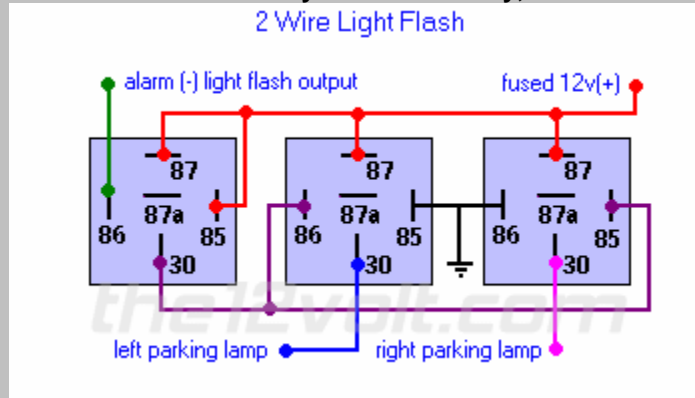 2 Wire Light Flash
alarm (-) light flash output
fused 12v(+)
87 87 87
87a 87a 87a
86 85 86 85 86 85
30 30 30
the12volt.com
left parking lamp
right parking lamp